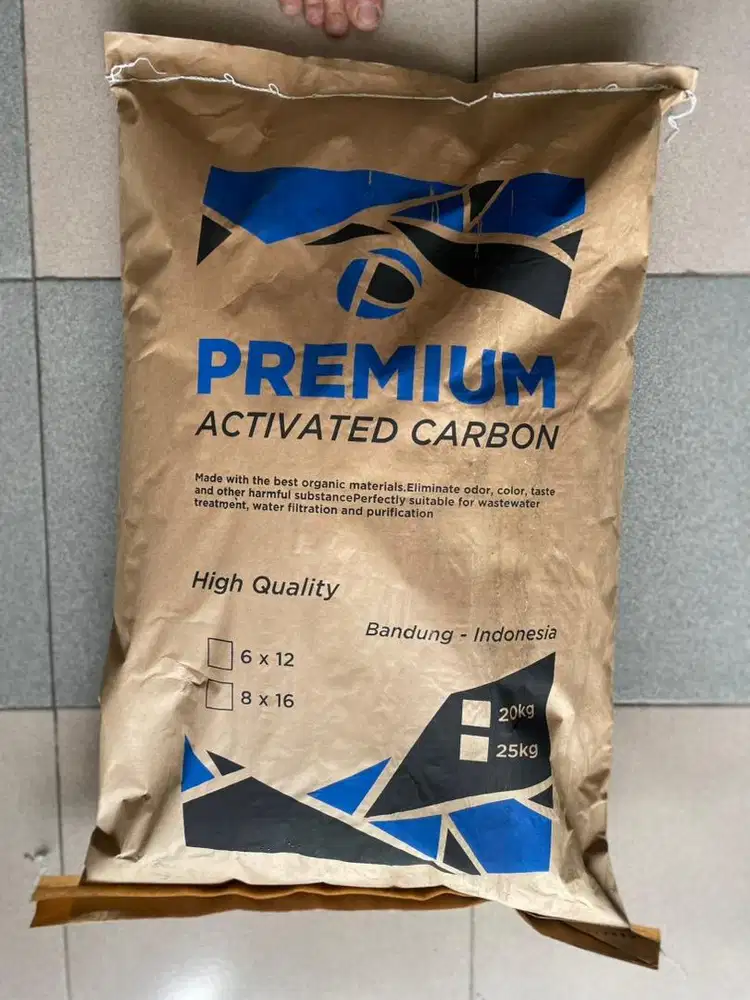 PREMIUM
ACTIVATED CARBON
Made with the best organic materials.Eliminate odor, color, taste
and other harmful substancePerfectly suitable for wastewater
treatment, water filtration and purification
High Quality
Bandung - Indonesia
6 x 12
8 x 16
20kg
25kg